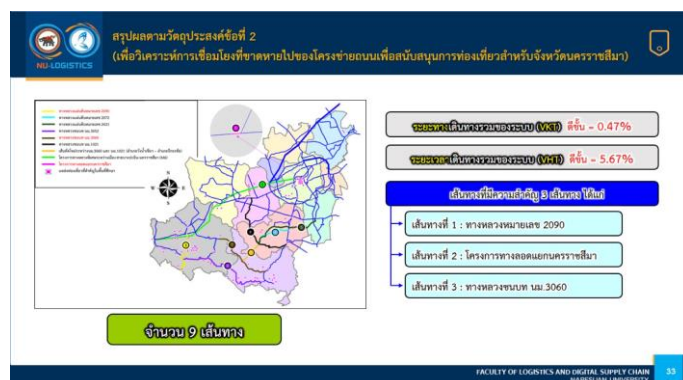 สรุปผลตามวัตถุประสงค์ข้อที่ 2
(เพื่อวิเคราะห์การเชื่อมโยงที่ขาดหายไปของโครงข่ายถนนเพื่อสนับสนุนการท่องเที่ยวสำหรับจังหวัดนครราชสีมา)
NU-LOGISTICS
ระยะทางเดินทางรวมของระบบ (VKT) ดีขึ้น - 0.47%
ระยะเวลาเดินทางรวมของระบบ (VHT) ดีขึ้น - 5.67%
เส้นทางที่มีความสำคัญ 3 เส้นทาง ได้แก่
เส้นทางที่ 1 : ทางหลวงหมายเลข 2090
เส้นทางที่ 2 : โครงการทางลอดแยกนครราชสีมา
เส้นทางที่ 3 : ทางหลวงชนบท นม.3060
จำนวน 9 เส้นทาง
FACULTY OF LOGISTICS AND DIGITAL SUPPLY CHAIN
NARESUAN UNIVERSITY
33